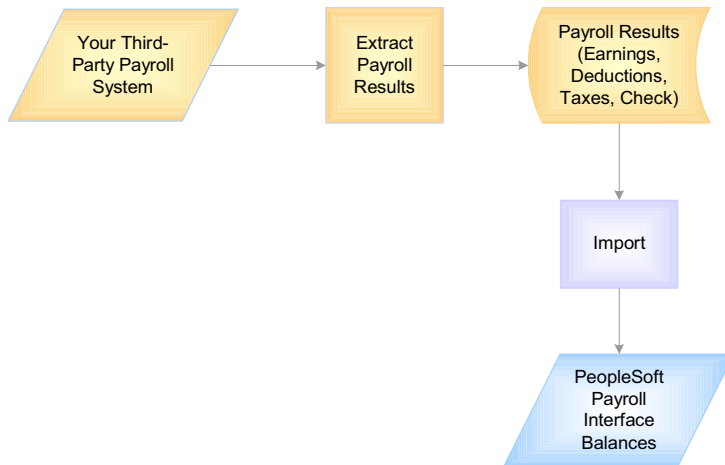 Your Third-
Party Payroll
System
Extract
Payroll
Results
Payroll Results
(Earnings,
Deductions,
Taxes, Check)
Import
PeopleSoft
Payroll
Interface
Balances